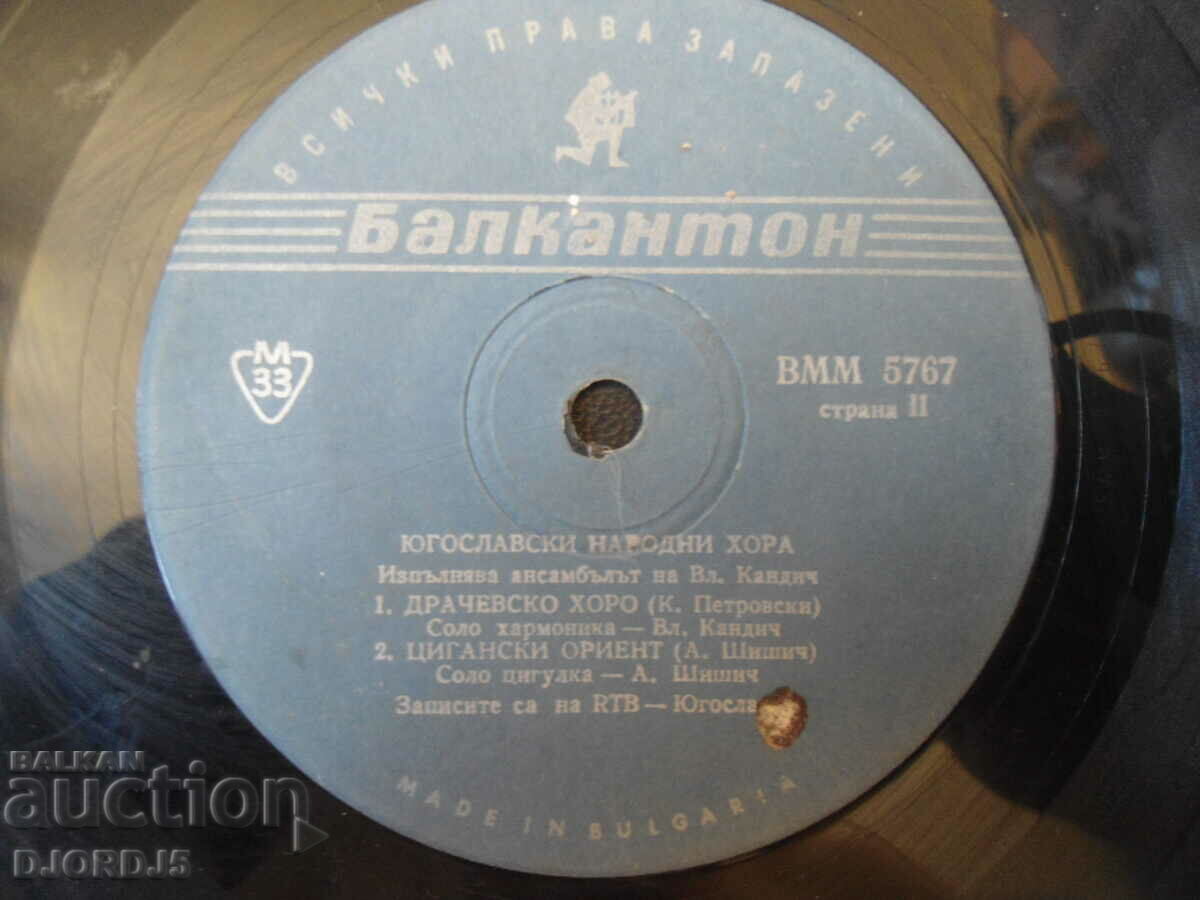 ВСИЧКИ ПРАВА ЗАПАЗЕНИ
Балкантон
М
33
ВММ 5767
страна II
ЮГОСЛАВСКИ НАРОДНИ ХОРА
Изпълнява ансамбълът на Вл. Кандич
1. ДРАЧЕВСКО ХОРО (К. Петровски)
Соло хармоника — Вл. Кандич
2. ЦИГАНСКИ ОРИЕНТ (А. Шишич)
Соло цигулка — А. Шишич
Записите са на RTB —
MADE IN BULGARIA
BALKAN
auction
DJORDJ5